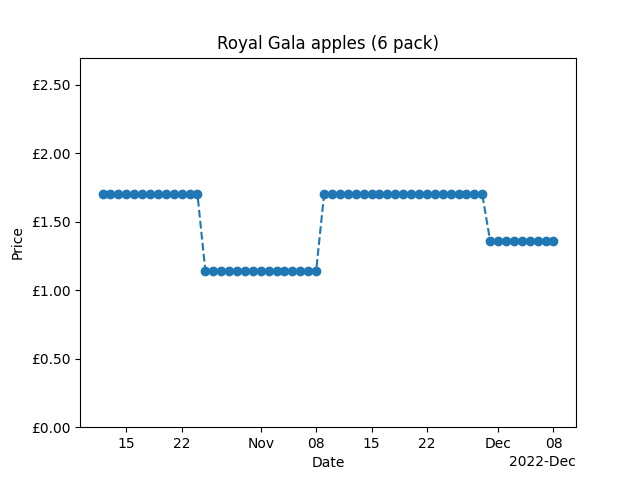 Royal Gala apples (6 pack)
£2.50
£2.00
£1.50
£1.00
£0.50
£0.00
Price
15 22 Nov 08 15 22 Dec 08
Date
2022-Dec